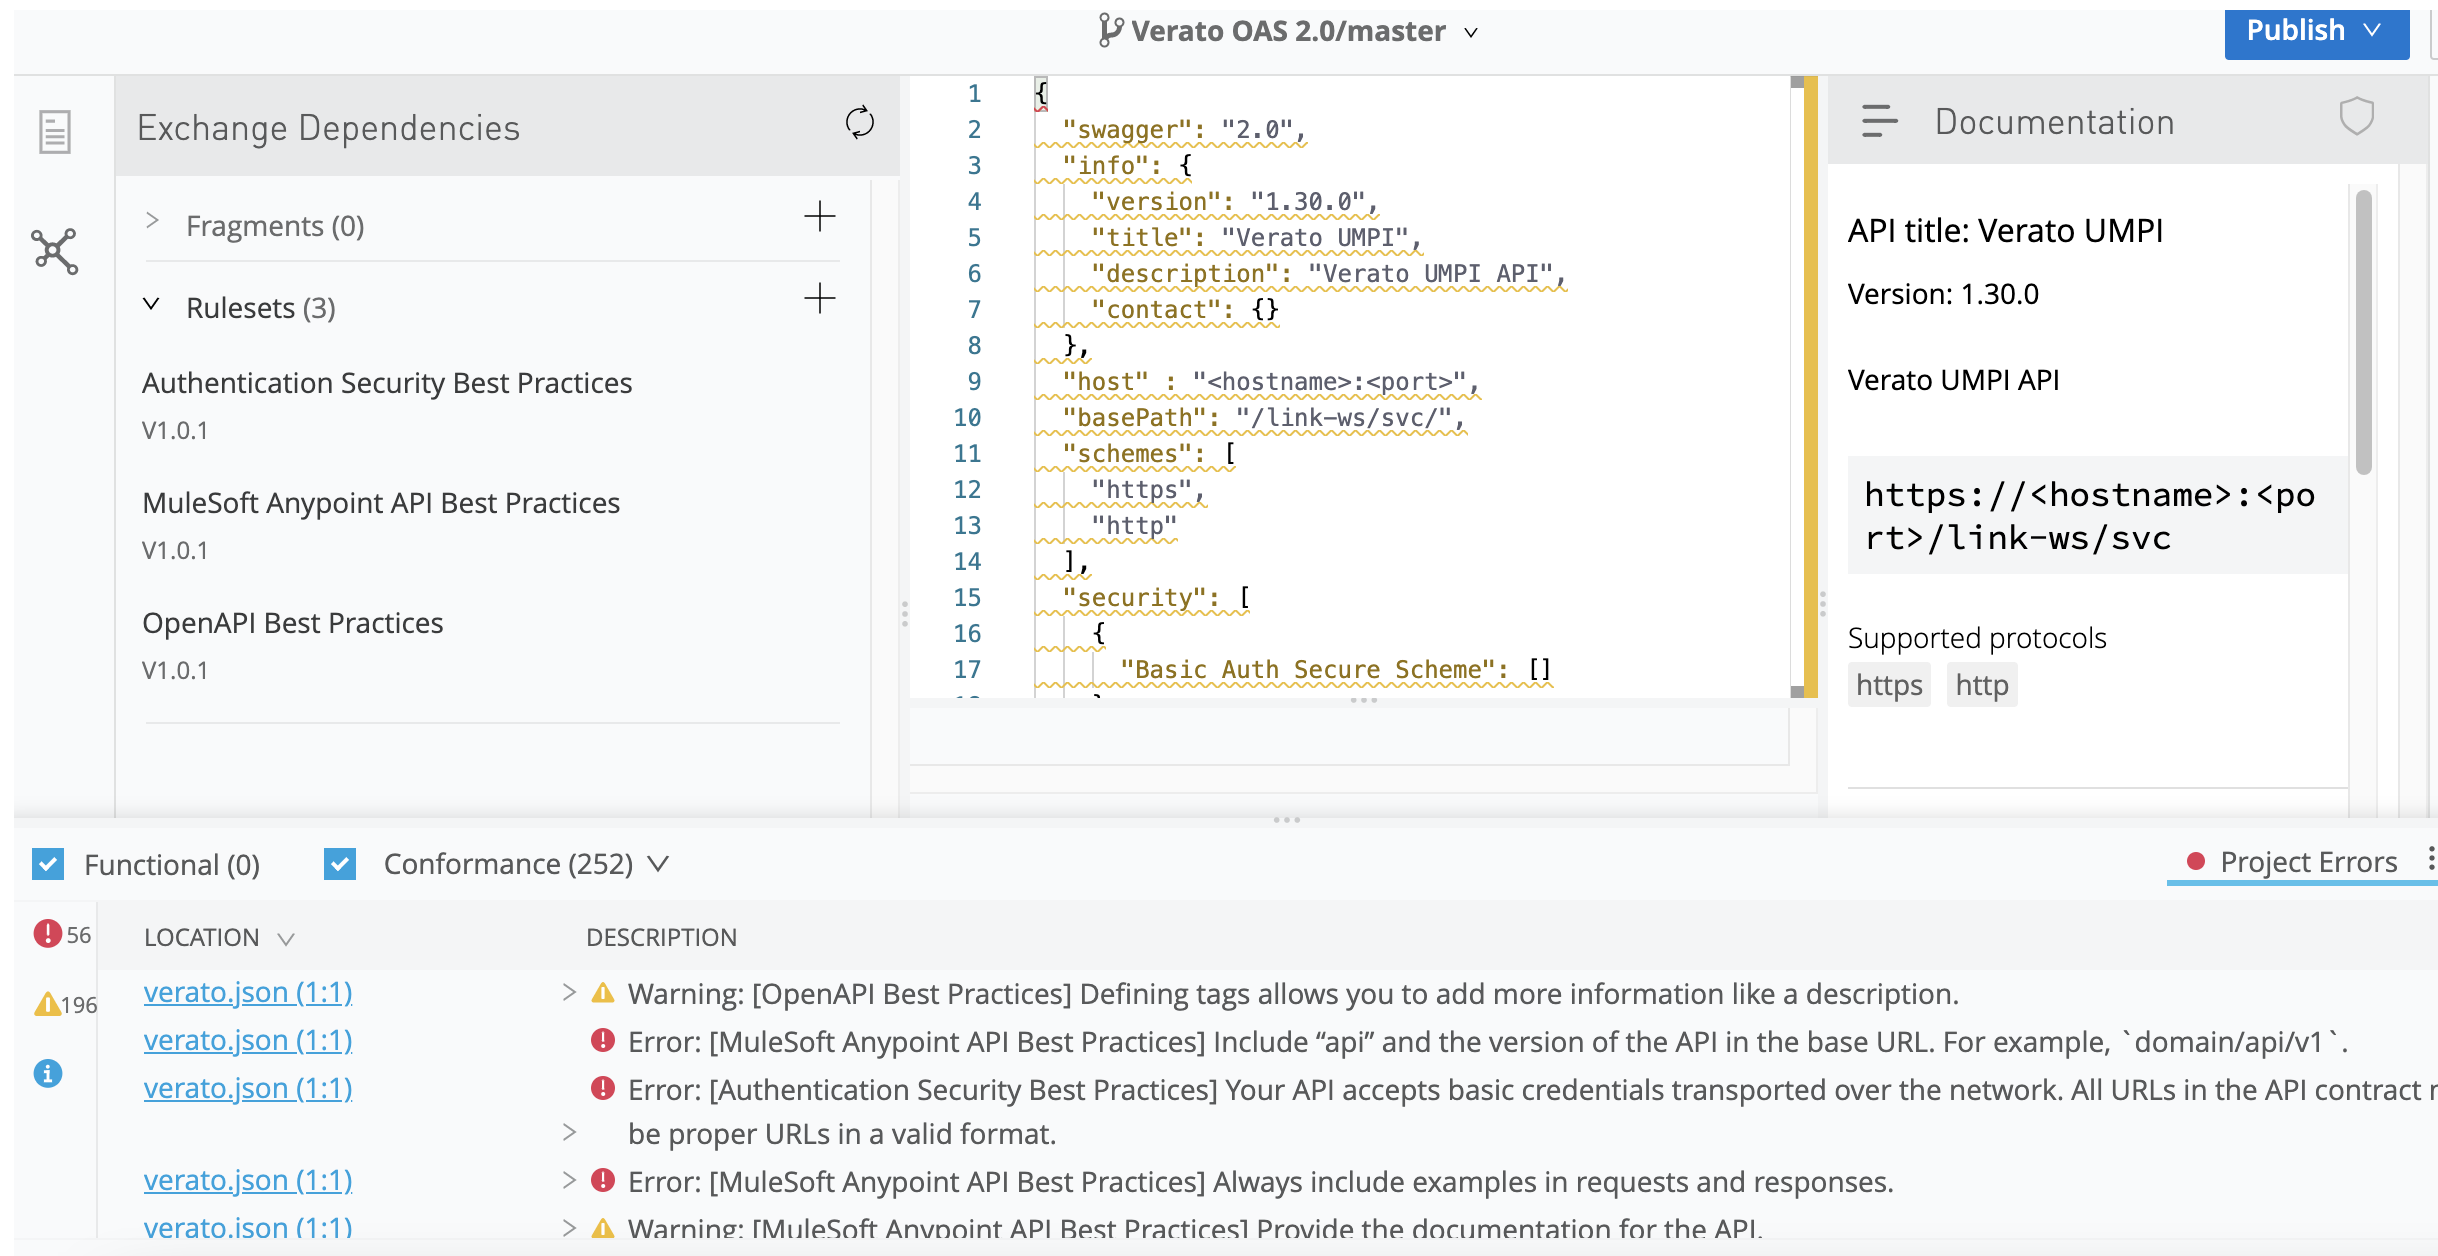 Verato OAS 2.0/master
Publish
Exchange Dependencies
Fragments (0)
Rulesets (3)
Authentication Security Best Practices
V1.0.1
MuleSoft Anypoint API Best Practices
V1.0.1
OpenAPI Best Practices
V1.0.1
1 {
2 "swagger": "2.0",
3 "info": {
4 "version": "1.30.0",
5 "title": "Verato UMPI",
6 "description": "Verato UMPI API",
7 "contact": {}
8 },
9 "host" : "<hostname>:<port>",
10 "basePath": "/link-ws/svc/",
11 "schemes": [
12 "https",
13 "http"
14 ],
15 "security": [
16 {
17 "Basic Auth Secure Scheme": []
Documentation
API title: Verato UMPI
Version: 1.30.0
Verato UMPI API
https://<hostname>:<po
rt>/link-ws/svc
Supported protocols
https http
Functional (0) Conformance (252)
Project Errors
56
196
LOCATION DESCRIPTION
verato.json (1:1) Warning: [OpenAPI Best Practices] Defining tags allows you to add more information like a description.
verato.json (1:1) Error: [MuleSoft Anypoint API Best Practices] Include “api” and the version of the API in the base URL. For example, `domain/api/v1`.
verato.json (1:1) Error: [Authentication Security Best Practices] Your API accepts basic credentials transported over the network. All URLs in the API contract
be proper URLs in a valid format.
verato.json (1:1) Error: [MuleSoft Anypoint API Best Practices] Always include examples in requests and responses.
verato.json (1:1) Warning: [MuleSoft Anypoint API Best Practices] Provide the documentation for the API.